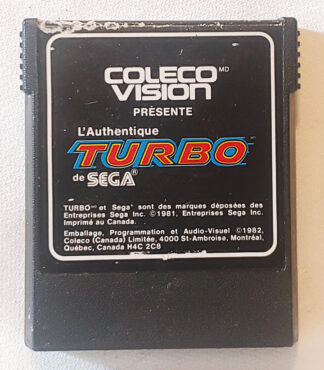 COLECO MD
VISION
PRÉSENTE
L'Authentique
TURBO
de SEGA®
TURBO MD et Sega® sont des marques déposées des
Entreprises Sega Inc. ©1981, Entreprises Sega Inc.
Imprimé au Canada.
Emballage, Programmation et Audio-Visuel ©1982,
Coleco (Canada) Limitée, 4000 St-Ambroise, Montréal,
Québec, Canada H4C 2C8